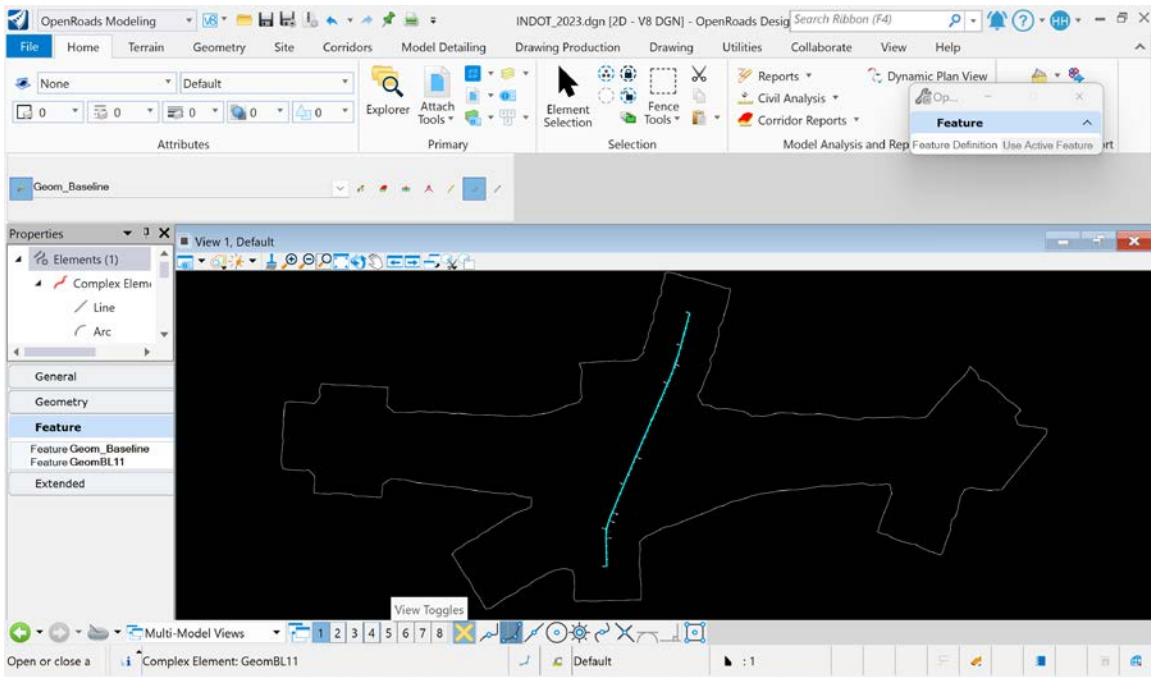 OpenRoads Modeling INDOT_2023.dgn [2D - V8 DGN] - OpenRoads Desig Search Ribbon (F4) HH
File Home Terrain Geometry Site Corridors Model Detailing Drawing Production Drawing Utilities Collaborate View Help
None Default Explorer Attach Tools Element Selection Fence Tools Reports Dynamic Plan View
Civil Analysis Op...
0 0 0 0 0 Corridor Reports Feature
Attributes Primary Selection Model Analysis and Rep Feature Definition Use Active Feature rt
Geom_Baseline
Properties View 1, Default
Elements (1)
Complex Eleme
Line
Arc
General
Geometry
Feature
Feature Geom_Baseline
Feature GeomBL11
Extended
View Toggles
Multi-Model Views 1 2 3 4 5 6 7 8
Open or close a Complex Element: GeomBL11 Default : 1